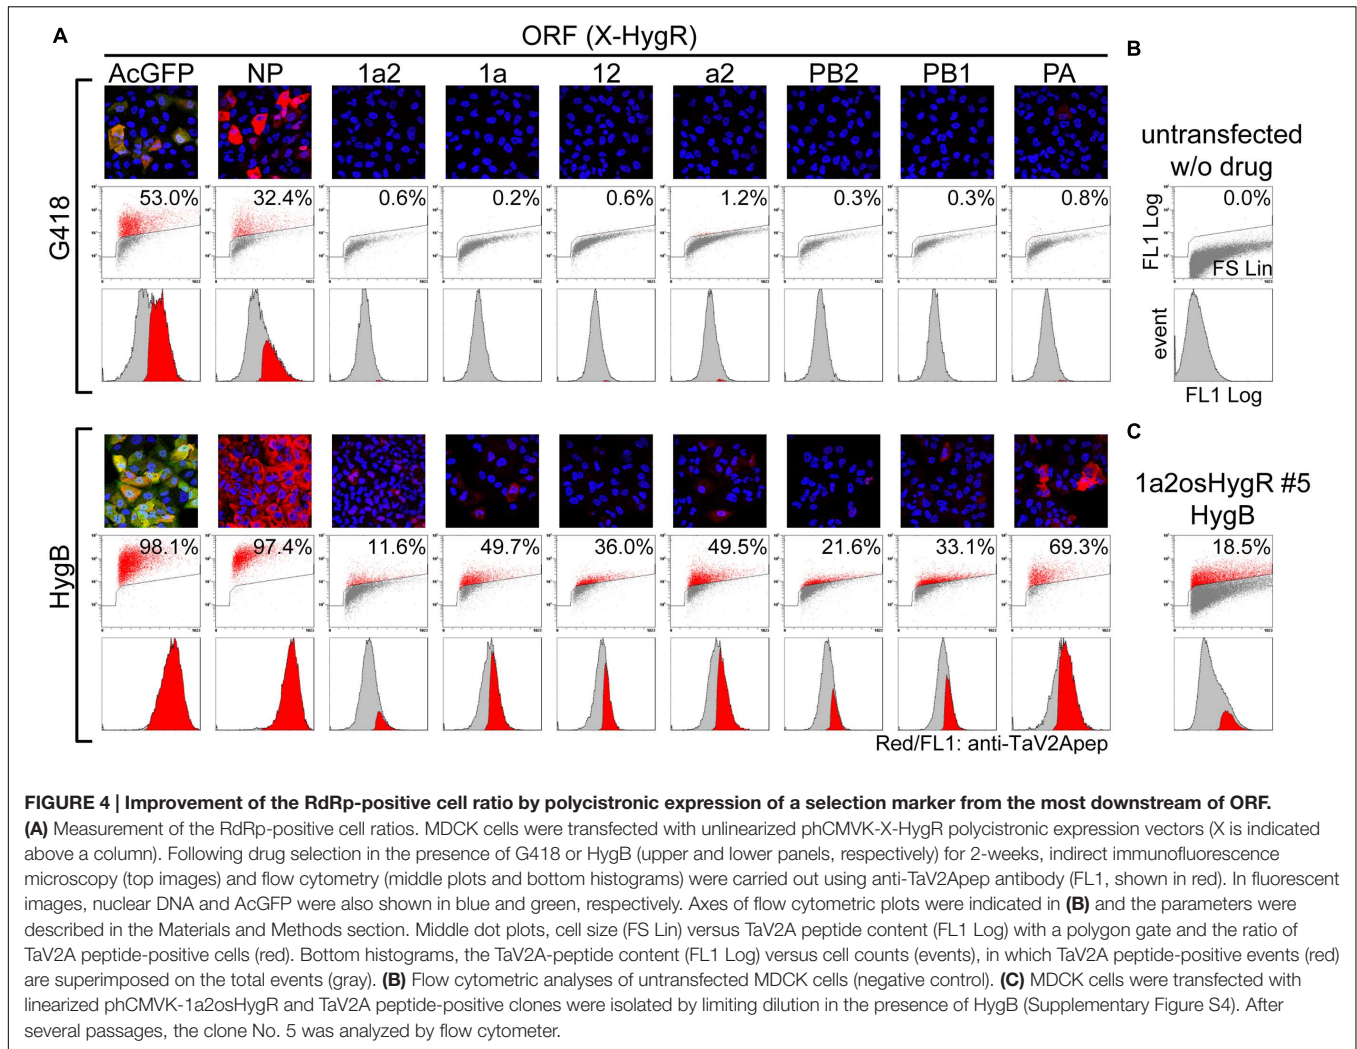 A
ORF (X-HygR)
B
AcGFP NP 1a2 1a 12 a2 PB2 PB1 PA
G418
53.0% 32.4% 0.6% 0.2% 0.6% 1.2% 0.3% 0.3% 0.8%
untransfected
w/o drug
0.0%
FL1 Log
FS Lin
event
FL1 Log
HygB
98.1% 97.4% 11.6% 49.7% 36.0% 49.5% 21.6% 33.1% 69.3%
Red/FL1: anti-TaV2Apep
C
1a2osHygR #5
HygB
18.5%
FIGURE 4 | Improvement of the RdRp-positive cell ratio by polycistronic expression of a selection marker from the most downstream of ORF.
(A) Measurement of the RdRp-positive cell ratios. MDCK cells were transfected with unlinearized phCMVK-X-HygR polycistronic expression vectors (X is indicated
above a column). Following drug selection in the presence of G418 or HygB (upper and lower panels, respectively) for 2-weeks, indirect immunofluorescence
microscopy (top images) and flow cytometry (middle plots and bottom histograms) were carried out using anti-TaV2Apep antibody (FL1, shown in red). In fluorescent
images, nuclear DNA and AcGFP were also shown in blue and green, respectively. Axes of flow cytometric plots were indicated in (B) and the parameters were
described in the Materials and Methods section. Middle dot plots, cell size (FS Lin) versus TaV2A peptide content (FL1 Log) with a polygon gate and the ratio of
TaV2A peptide-positive cells (red). Bottom histograms, the TaV2A-peptide content (FL1 Log) versus cell counts (events), in which TaV2A peptide-positive events (red)
are superimposed on the total events (gray). (B) Flow cytometric analyses of untransfected MDCK cells (negative control). (C) MDCK cells were transfected with
linearized phCMVK-1a2osHygR and TaV2A peptide-positive clones were isolated by limiting dilution in the presence of HygB (Supplementary Figure S4). After
several passages, the clone No. 5 was analyzed by flow cytometer.